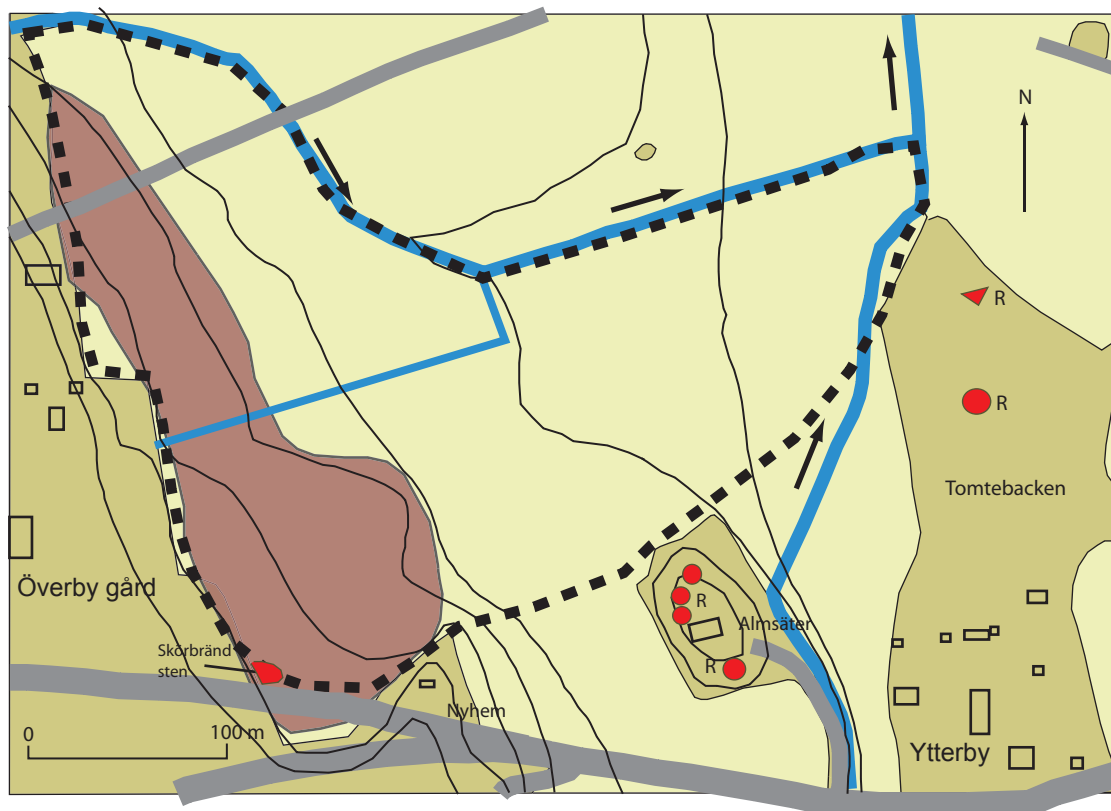 N
R
R
Tomtebacken
Överby gård
R
Almsäter
Skörbränd
sten
R
Nyhem
0
100 m
Ytterby